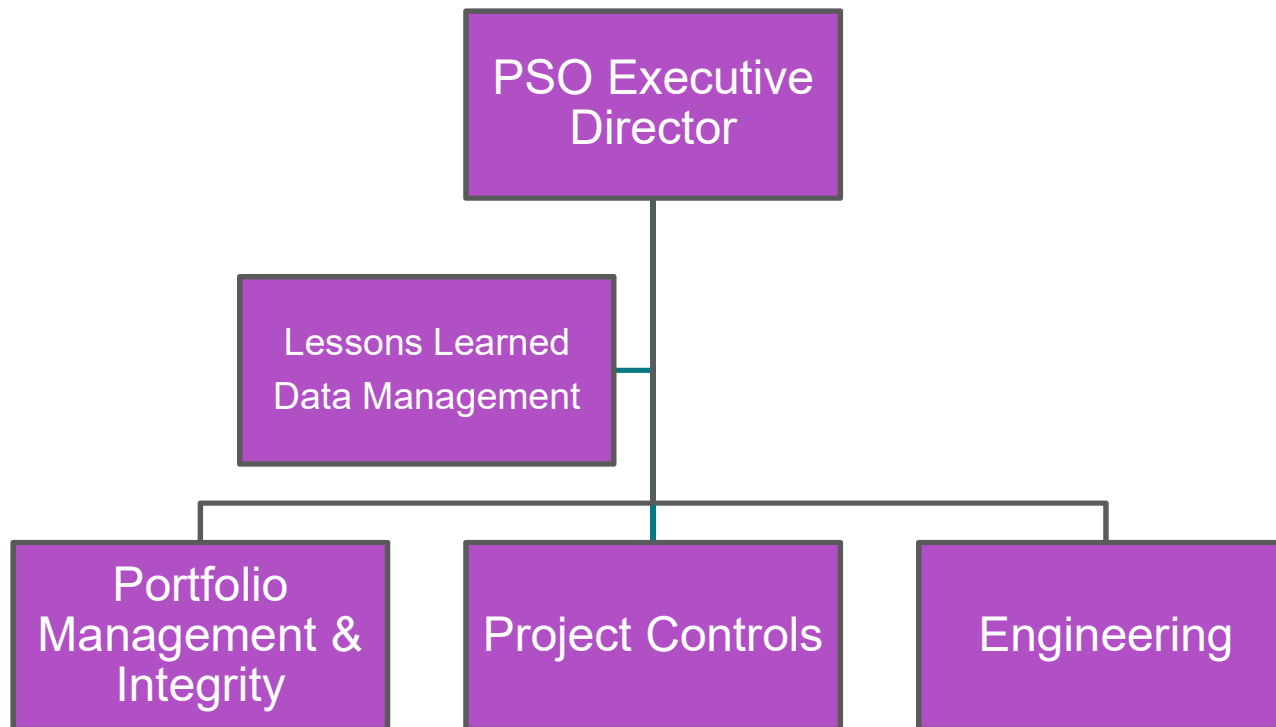 PSO Executive
Director
Lessons Learned
Data Management
Portfolio
Management &
Integrity
Project Controls
Engineering